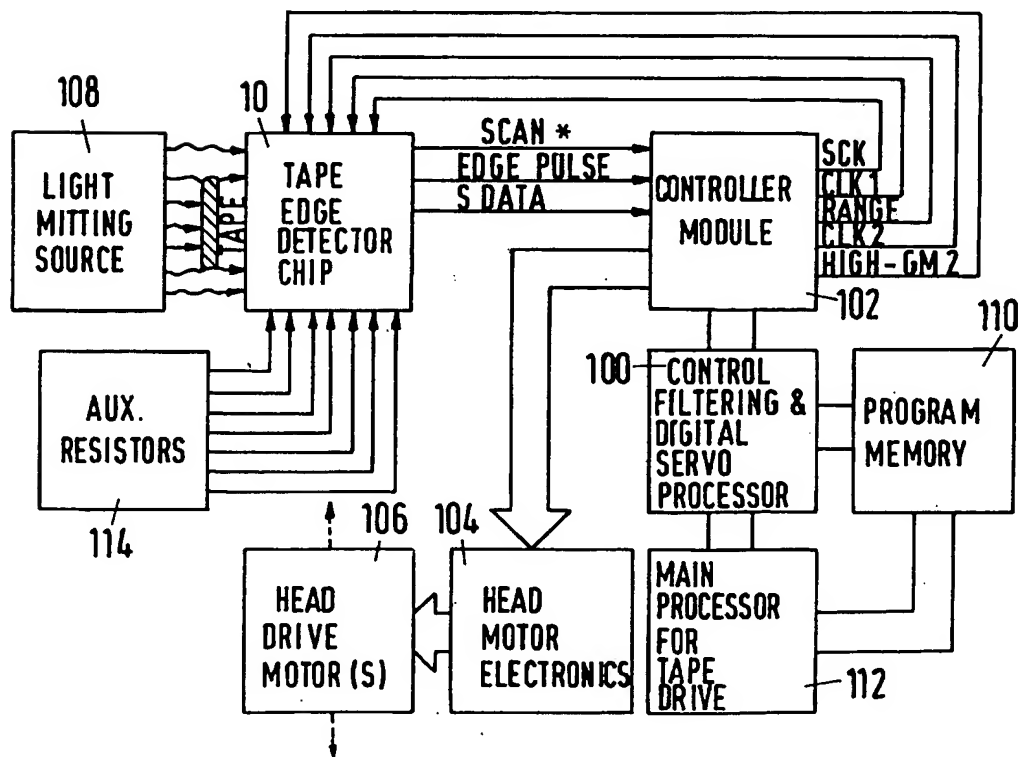 108
LIGHT
MITTING
SOURCE
TAPE
10
TAPE
EDGE
DETECTOR
CHIP
SCAN *
EDGE PULSE
S DATA
CONTROLLER
MODULE
102
SCK
CLK 1
RANGE
CLK2
HIGH-GM 2
AUX.
RESISTORS
114
100
CONTROL
FILTERING &
DIGITAL
SERVO
PROCESSOR
110
PROGRAM
MEMORY
106
HEAD
DRIVE
MOTOR (S)
104
HEAD
MOTOR
ELECTRONICS
MAIN
PROCESSOR
FOR
TAPE
DRIVE
112